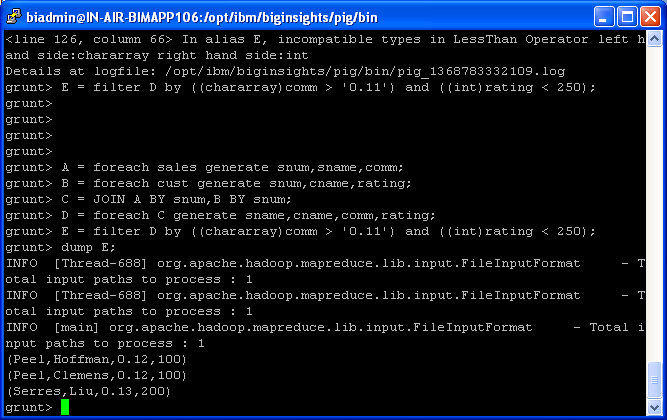 biadmin@IN-AIR-BIMAPP106:/opt/ibm/biginsights/pig/bin
<line 126, column 66> In alias E, incompatible types in LessThan Operator left h
and side:chararray right hand side:int
Details at logfile: /opt/ibm/biginsights/pig/bin/pig_1368783332109.log
grunt> E = filter D by ((chararray)comm > '0.11') and ((int)rating < 250);
grunt>
grunt>
grunt>
grunt>
grunt> A = foreach sales generate snum,sname,comm;
grunt> B = foreach cust generate snum,cname,rating;
grunt> C = JOIN A BY snum,B BY snum;
grunt> D = foreach C generate sname,cname,comm,rating;
grunt> E = filter D by ((chararray)comm > '0.11') and ((int)rating < 250);
grunt> dump E;
INFO  [Thread-688] org.apache.hadoop.mapreduce.lib.input.FileInputFormat     - T
otal input paths to process : 1
INFO  [Thread-688] org.apache.hadoop.mapreduce.lib.input.FileInputFormat     - T
otal input paths to process : 1
INFO  [main] org.apache.hadoop.mapreduce.lib.input.FileInputFormat     - Total i
nput paths to process : 1
(Peel,Hoffman,0.12,100)
(Peel,Clemens,0.12,100)
(Serres,Liu,0.13,200)
grunt>